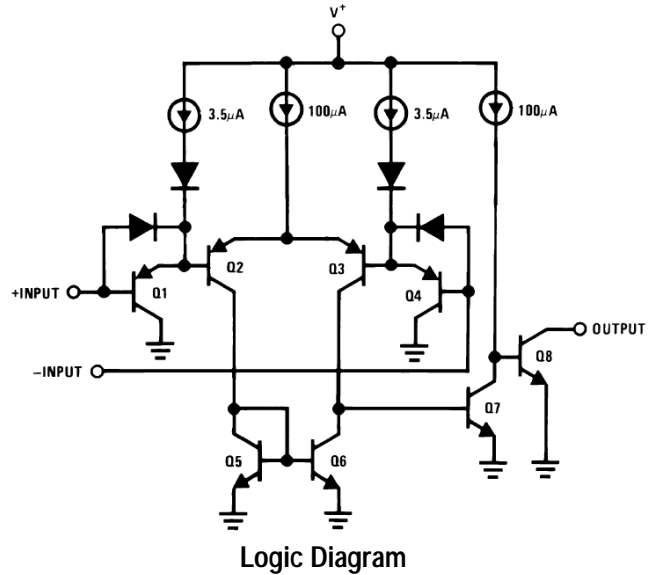 V+
3.5µA
100µA
3.5µA
100µA
Q2
Q3
+INPUT
Q1
Q4
OUTPUT
Q8
−INPUT
Q7
Q5
Q6
Logic Diagram